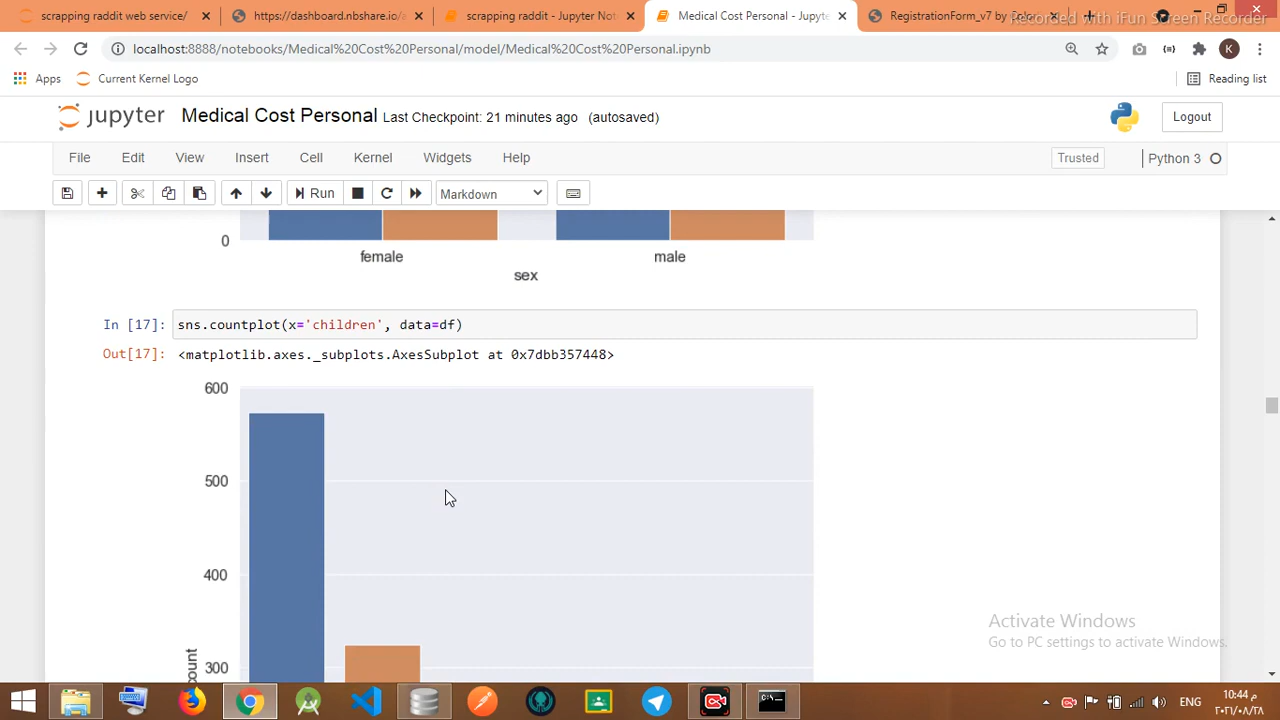 scrapping raddit web service/
https://dashboard.nbshare.io/
scrapping raddit - Jupyter Not
Medical Cost Personal - Jupyte
RegistrationForm_v7 by
Recorded with iFun Screen Recorder
localhost:8888/notebooks/Medical%20Cost%20Personal/model/Medical%20Cost%20Personal.ipynb
K
Apps
Current Kernel Logo
Reading list
jupyter Medical Cost Personal Last Checkpoint: 21 minutes ago (autosaved)
Logout
File Edit View Insert Cell Kernel Widgets Help
Trusted
Python 3
Run
Markdown
0
female
male
sex
In [17]: sns.countplot(x='children', data=df)
Out[17]: <matplotlib.axes._subplots.AxesSubplot at 0x7dbb357448>
600
500
400
300
count
Activate Windows
Go to PC settings to activate Windows.
ENG
10:44 م
٢٠٢١/٠٨/٢٨